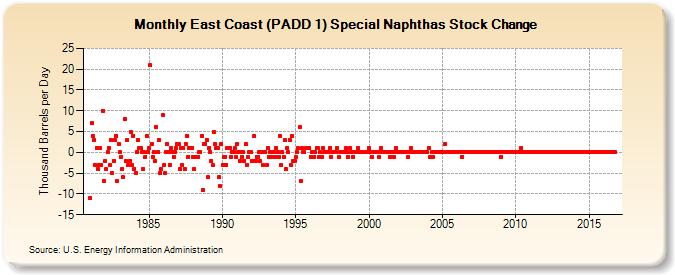 Monthly East Coast (PADD 1) Special Naphthas Stock Change
Thousand Barrels per Day
25
20
15
10
5
0
-5
-10
-15
1985 1990 1995 2000 2005 2010 2015
Source: U.S. Energy Information Administration